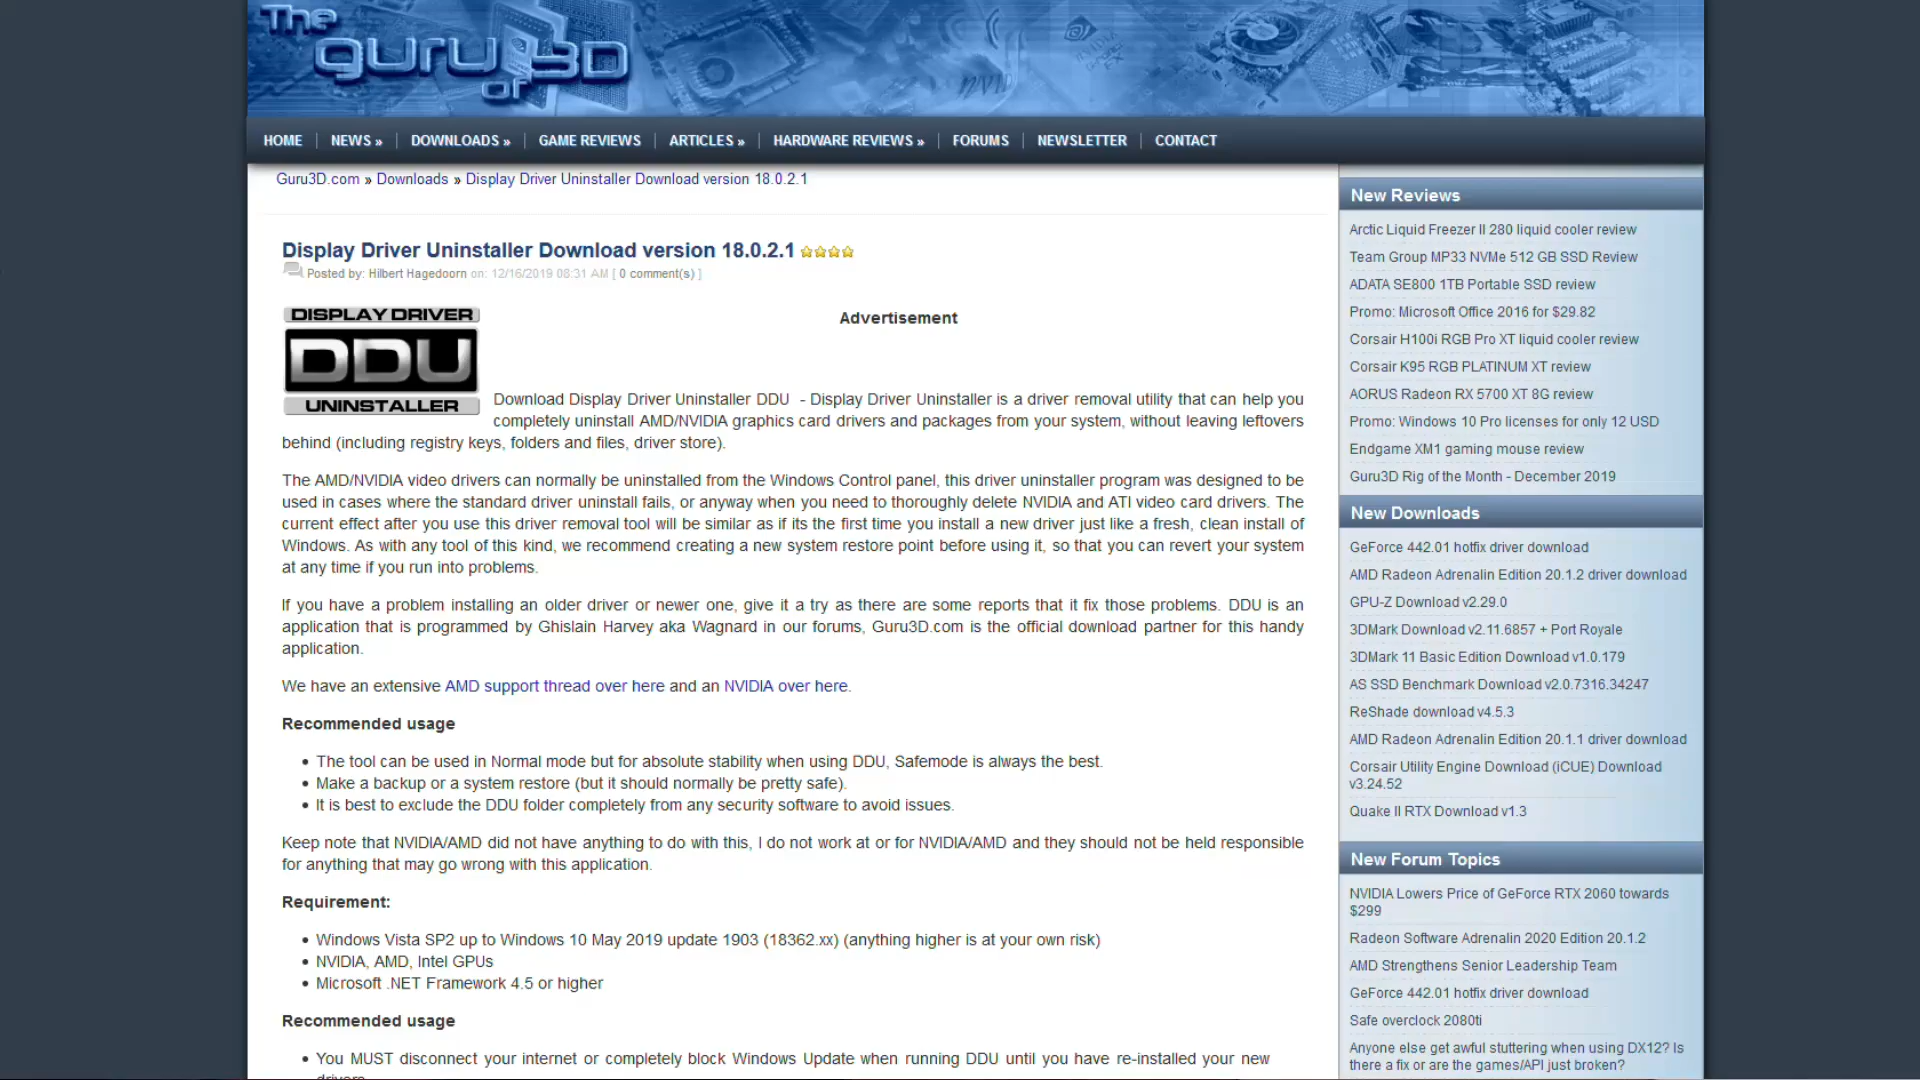 The
guru
of 3D
HOME
NEWS »
DOWNLOADS »
GAME REVIEWS
ARTICLES »
HARDWARE REVIEWS »
FORUMS
NEWSLETTER
CONTACT
Guru3D.com » Downloads » Display Driver Uninstaller Download version 18.0.2.1
Display Driver Uninstaller Download version 18.0.2.1
Posted by: Hilbert Hagedoorn on: 12/16/2019 08:31 AM [ 0 comment(s) ]
DISPLAY DRIVER
DDU
UNINSTALLER
Advertisement
Download Display Driver Uninstaller DDU - Display Driver Uninstaller is a driver removal utility that can help you
completely uninstall AMD/NVIDIA graphics card drivers and packages from your system, without leaving leftovers
behind (including registry keys, folders and files, driver store).
The AMD/NVIDIA video drivers can normally be uninstalled from the Windows Control panel, this driver uninstaller program was designed to be
used in cases where the standard driver uninstall fails, or anyway when you need to thoroughly delete NVIDIA and ATI video card drivers. The
current effect after you use this driver removal tool will be similar as if its the first time you install a new driver just like a fresh, clean install of
Windows. As with any tool of this kind, we recommend creating a new system restore point before using it, so that you can revert your system
at any time if you run into problems.
If you have a problem installing an older driver or newer one, give it a try as there are some reports that it fix those problems. DDU is an
application that is programmed by Ghislain Harvey aka Wagnard in our forums, Guru3D.com is the official download partner for this handy
application.
We have an extensive AMD support thread over here and an NVIDIA over here.
Recommended usage
• The tool can be used in Normal mode but for absolute stability when using DDU, Safemode is always the best.
• Make a backup or a system restore (but it should normally be pretty safe).
• It is best to exclude the DDU folder completely from any security software to avoid issues.
Keep note that NVIDIA/AMD did not have anything to do with this, I do not work at or for NVIDIA/AMD and they should not be held responsible
for anything that may go wrong with this application.
Requirement:
• Windows Vista SP2 up to Windows 10 May 2019 update 1903 (18362.xx) (anything higher is at your own risk)
• NVIDIA, AMD, Intel GPUs
• Microsoft .NET Framework 4.5 or higher
Recommended usage
• You MUST disconnect your internet or completely block Windows Update when running DDU until you have re-installed your new
drivers
New Reviews
Arctic Liquid Freezer II 280 liquid cooler review
Team Group MP33 NVMe 512 GB SSD Review
ADATA SE800 1TB Portable SSD review
Promo: Microsoft Office 2016 for $29.82
Corsair H100i RGB Pro XT liquid cooler review
Corsair K95 RGB PLATINUM XT review
AORUS Radeon RX 5700 XT 8G review
Promo: Windows 10 Pro licenses for only 12 USD
Endgame XM1 gaming mouse review
Guru3D Rig of the Month - December 2019
New Downloads
GeForce 442.01 hotfix driver download
AMD Radeon Adrenalin Edition 20.1.2 driver download
GPU-Z Download v2.29.0
3DMark Download v2.11.6857 + Port Royale
3DMark 11 Basic Edition Download v1.0.179
AS SSD Benchmark Download v2.0.7316.34247
ReShade download v4.5.3
AMD Radeon Adrenalin Edition 20.1.1 driver download
Corsair Utility Engine Download (iCUE) Download
v3.24.52
Quake II RTX Download v1.3
New Forum Topics
NVIDIA Lowers Price of GeForce RTX 2060 towards
$299
Radeon Software Adrenalin 2020 Edition 20.1.2
AMD Strengthens Senior Leadership Team
GeForce 442.01 hotfix driver download
Safe overclock 2080ti
Anyone else get awful stuttering when using DX12? Is
there a fix or are the games/API just broken?